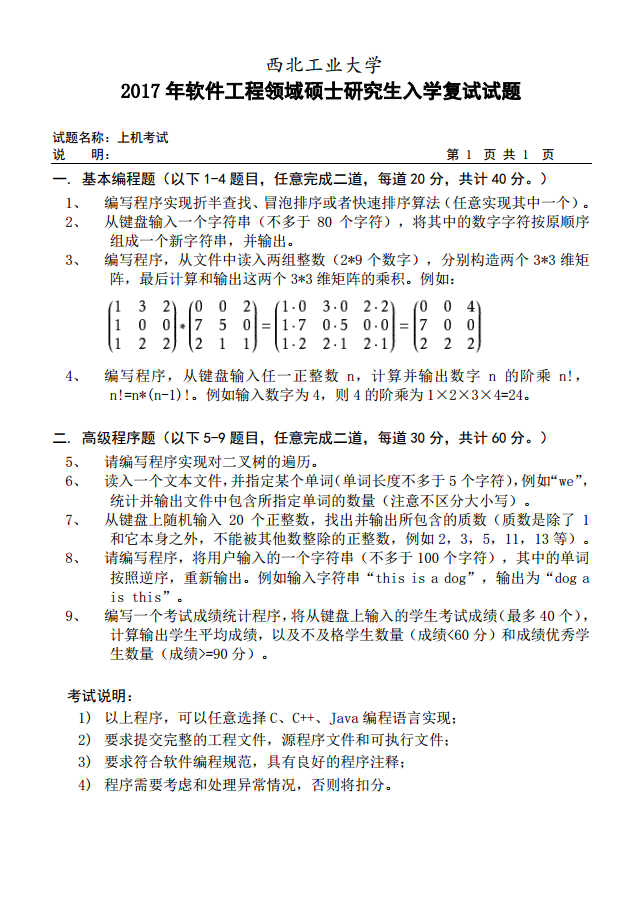 西北工业大学
2017 年软件工程领域硕士研究生入学复试试题
试题名称：上机考试
说 明： 第 1 页 共 1 页
一. 基本编程题（以下 1-4 题目，任意完成二道，每道 20 分，共计 40 分。）
1、 编写程序实现折半查找、冒泡排序或者快速排序算法（任意实现其中一个）。
2、 从键盘输入一个字符串（不多于 80 个字符），将其中的数字字符按原顺序
组成一个新字符串，并输出。
3、 编写程序，从文件中读入两组整数（2*9 个数字），分别构造两个 3*3 维矩
阵，最后计算和输出这两个 3*3 维矩阵的乘积。例如：
(1 3 2) (0 0 2) (1·0 3·0 2·2) (0 0 4)
(1 0 0)*(7 5 0)=(1·7 0·5 0·0)=(7 0 0)
(1 2 2) (2 1 1) (1·2 2·1 2·1) (2 2 2)
4、 编写程序，从键盘输入任一正整数 n，计算并输出数字 n 的阶乘 n!，
n!=n*(n-1)!。例如输入数字为 4，则 4 的阶乘为 1×2×3×4=24。
二. 高级程序题（以下 5-9 题目，任意完成二道，每道 30 分，共计 60 分。）
5、 请编写程序实现对二叉树的遍历。
6、 读入一个文本文件，并指定某个单词（单词长度不多于 5 个字符），例如“we”，
统计并输出文件中包含所指定单词的数量（注意不区分大小写）。
7、 从键盘上随机输入 20 个正整数，找出并输出所包含的质数（质数是除了 1
和它本身之外，不能被其他数整除的正整数，例如 2，3，5，11，13 等）。
8、 请编写程序，将用户输入的一个字符串（不多于 100 个字符），其中的单词
按照逆序，重新输出。例如输入字符串“this is a dog”，输出为“dog a
is this”。
9、 编写一个考试成绩统计程序，将从键盘上输入的学生考试成绩（最多 40 个），
计算输出学生平均成绩，以及不及格学生数量（成绩<60 分）和成绩优秀学
生数量（成绩>=90 分）。
考试说明：
1) 以上程序，可以任意选择 C、C++、Java 编程语言实现；
2) 要求提交完整的工程文件，源程序文件和可执行文件；
3) 要求符合软件编程规范，具有良好的程序注释；
4) 程序需要考虑和处理异常情况，否则将扣分。